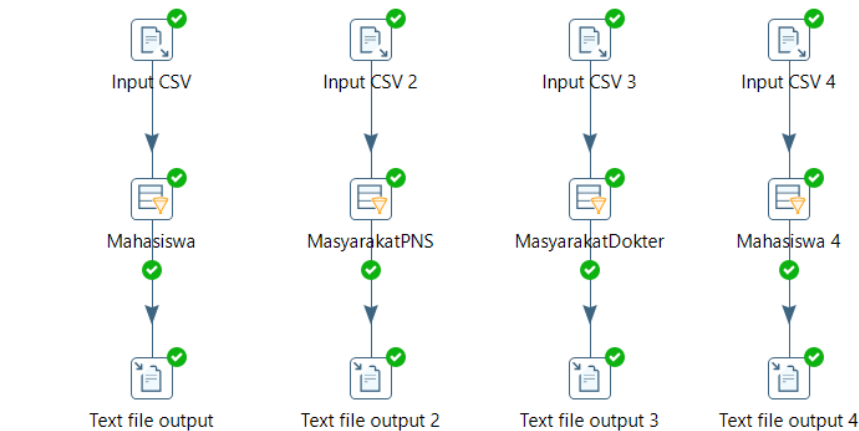 Input CSV
Input CSV 2
Input CSV 3
Input CSV 4
Mahasiswa
MasyarakatPNS
MasyarakatDokter
Mahasiswa 4
Text file output
Text file output 2
Text file output 3
Text file output 4